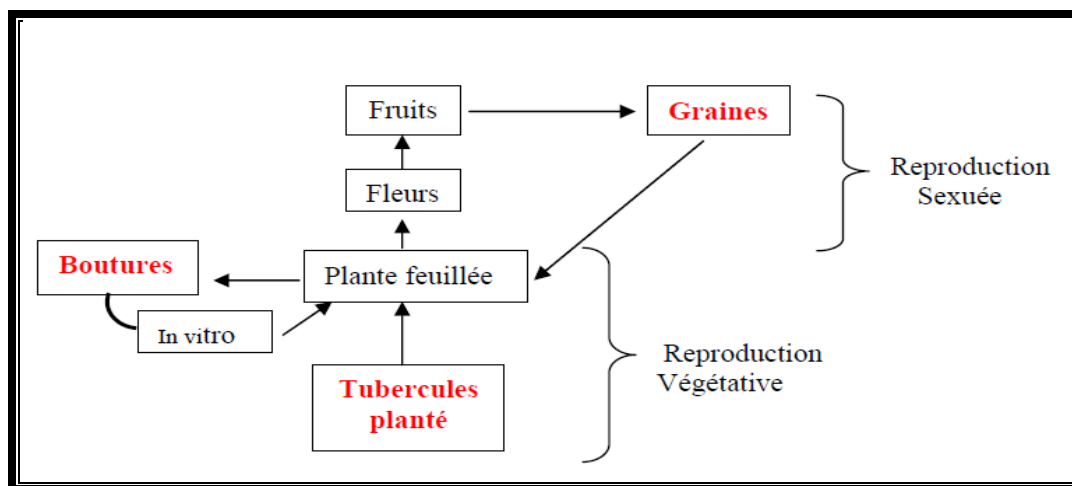 Fruits
Graines
Reproduction
Sexuée
Fleurs
Boutures
Plante feuillée
In vitro
Reproduction
Végétative
Tubercules
planté